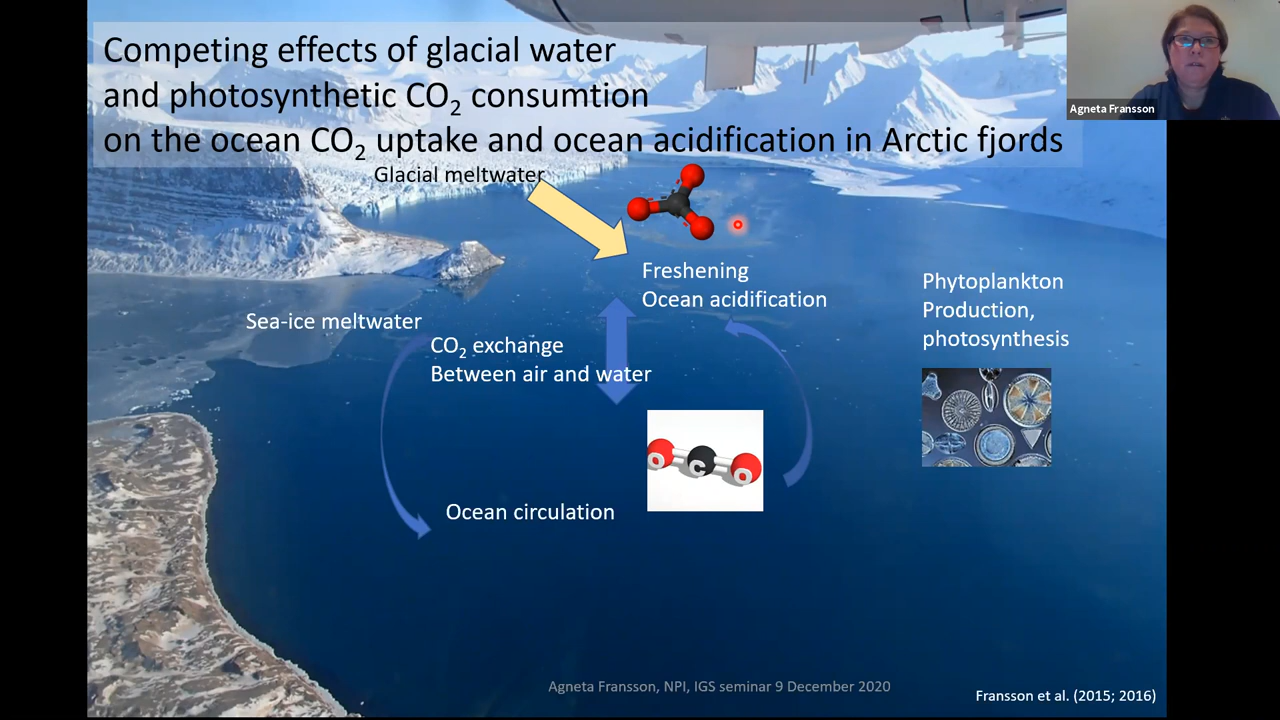 Competing effects of glacial water
and photosynthetic CO₂ consumtion
on the ocean CO₂ uptake and ocean acidification in Arctic fjords
Agneta Fransson
Glacial meltwater
Freshening
Ocean acidification
Phytoplankton
Production,
photosynthesis
Sea-ice meltwater
CO₂ exchange
Between air and water
O C O
Ocean circulation
Agneta Fransson, NPI, IGS seminar 9 December 2020
Fransson et al. (2015; 2016)